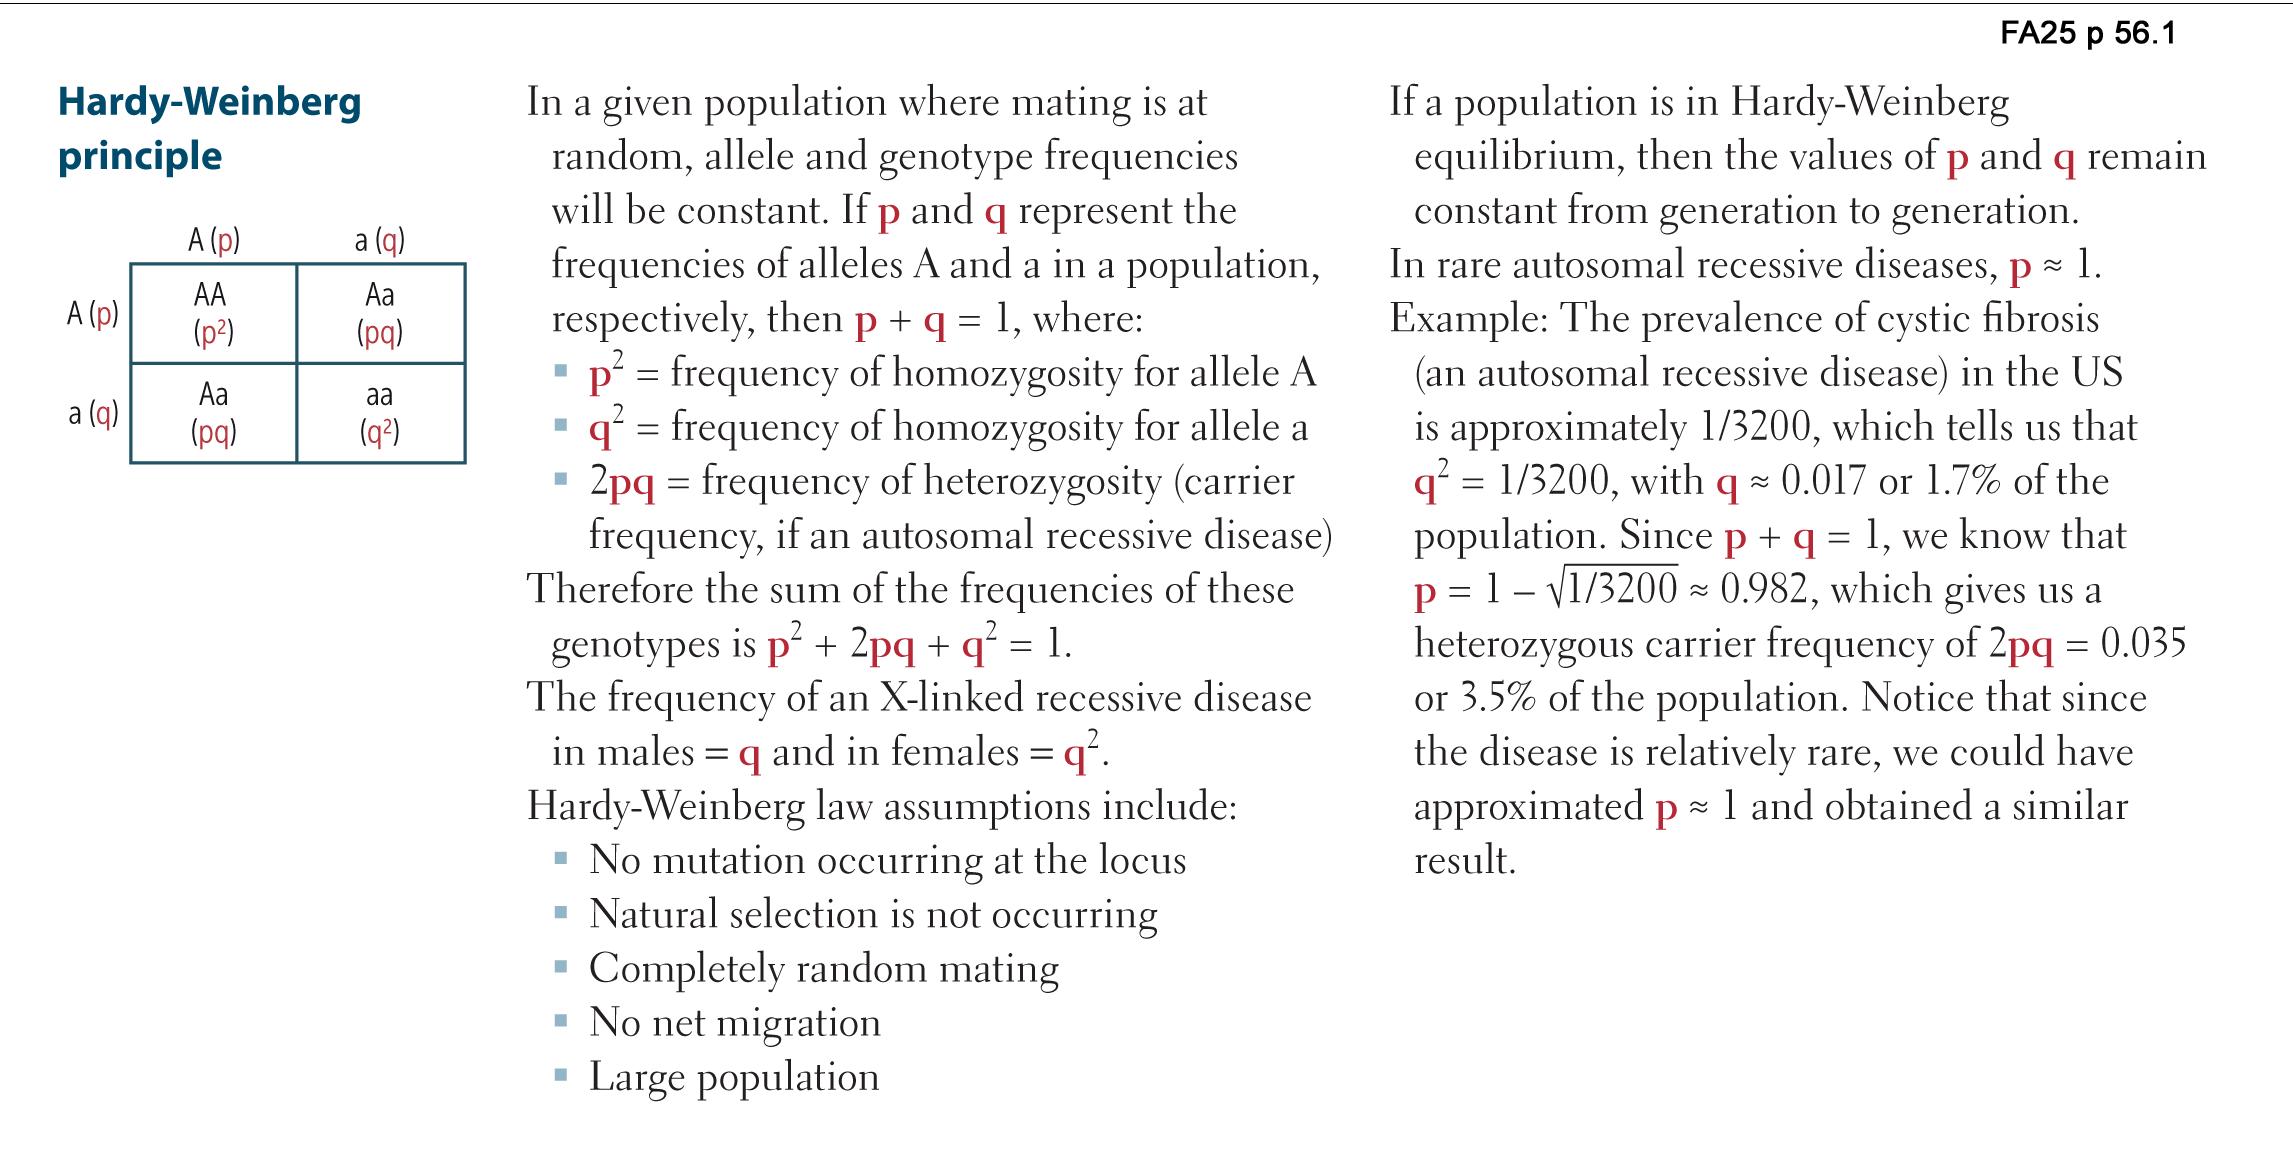 FA25 p 56.1
Hardy-Weinberg
principle
A (p) a (q)
A (p)
AA
(p²)
Aa
(pq)
a (q)
Aa
(pq)
aa
(q²)
In a given population where mating is at
random, allele and genotype frequencies
will be constant. If p and q represent the
frequencies of alleles A and a in a population,
respectively, then p + q = 1, where:
▪ p² = frequency of homozygosity for allele A
▪ q² = frequency of homozygosity for allele a
▪ 2pq = frequency of heterozygosity (carrier
frequency, if an autosomal recessive disease)
Therefore the sum of the frequencies of these
genotypes is p² + 2pq + q² = 1.
The frequency of an X-linked recessive disease
in males = q and in females = q².
Hardy-Weinberg law assumptions include:
▪ No mutation occurring at the locus
▪ Natural selection is not occurring
▪ Completely random mating
▪ No net migration
▪ Large population
If a population is in Hardy-Weinberg
equilibrium, then the values of p and q remain
constant from generation to generation.
In rare autosomal recessive diseases, p ≈ 1.
Example: The prevalence of cystic fibrosis
(an autosomal recessive disease) in the US
is approximately 1/3200, which tells us that
q² = 1/3200, with q ≈ 0.017 or 1.7% of the
population. Since p + q = 1, we know that
p = 1 – √1/3200 ≈ 0.982, which gives us a
heterozygous carrier frequency of 2pq = 0.035
or 3.5% of the population. Notice that since
the disease is relatively rare, we could have
approximated p ≈ 1 and obtained a similar
result.